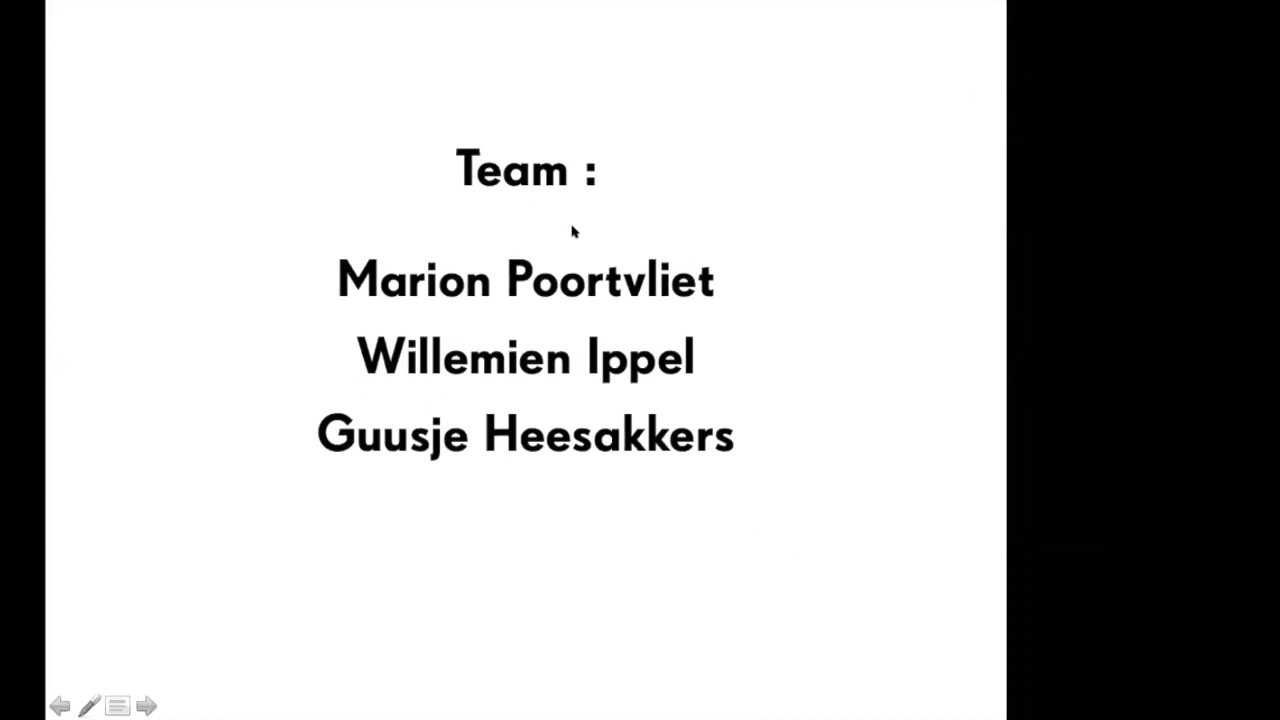 Team :
Marion Poortvliet
Willemien Ippel
Guusje Heesakkers